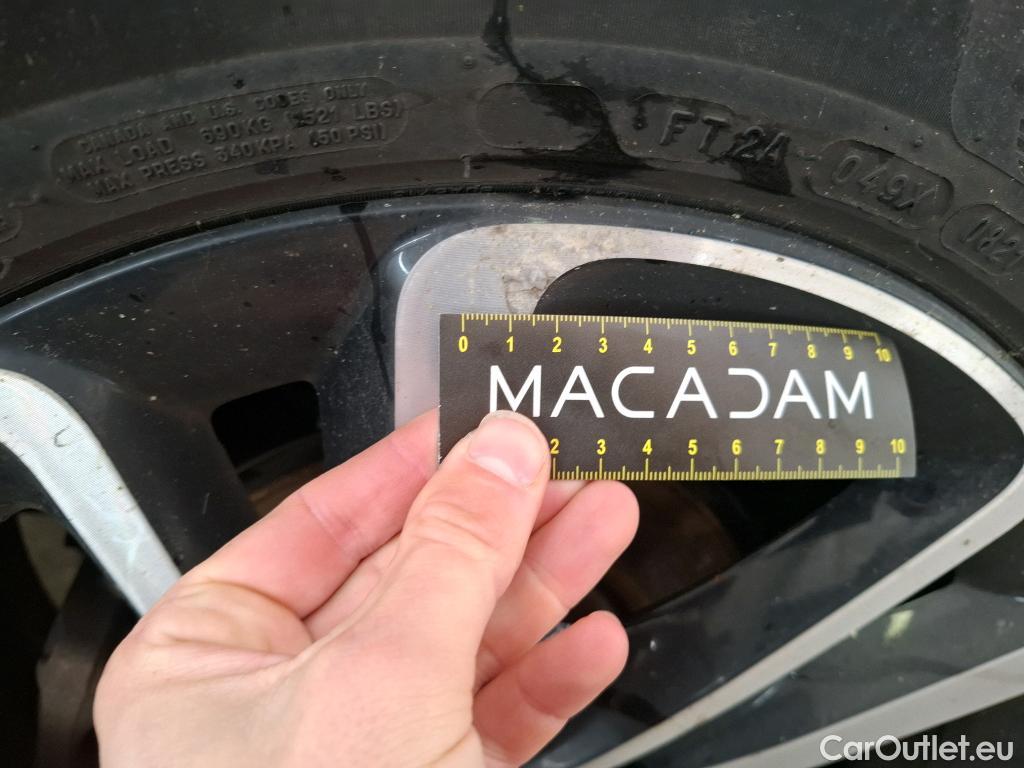 CANADA AND U.S. CODES ONLY
MAX LOAD 690KG (1521 LBS)
MAX PRESS 340KPA (50 PSI)
FT2A
049X
0 1 2 3 4 5 6 7 8 9 10
MACADAM
2 3 4 5 6 7 8 9 10
CarOutlet.eu